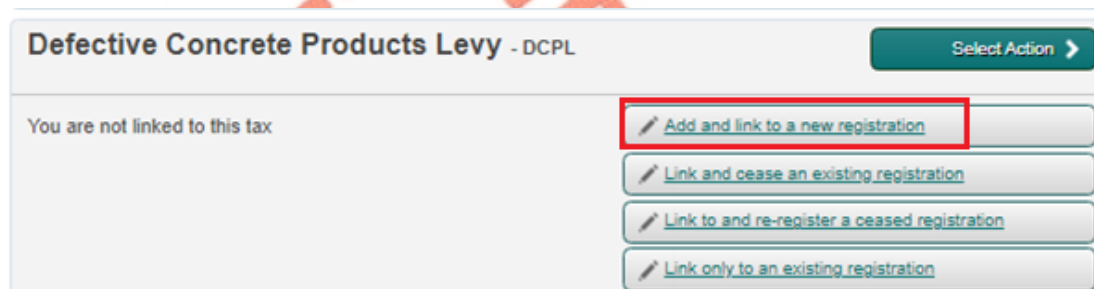 Defective Concrete Products Levy - DCPL
Select Action
You are not linked to this tax
Add and link to a new registration
Link and cease an existing registration
Link to and re-register a ceased registration
Link only to an existing registration